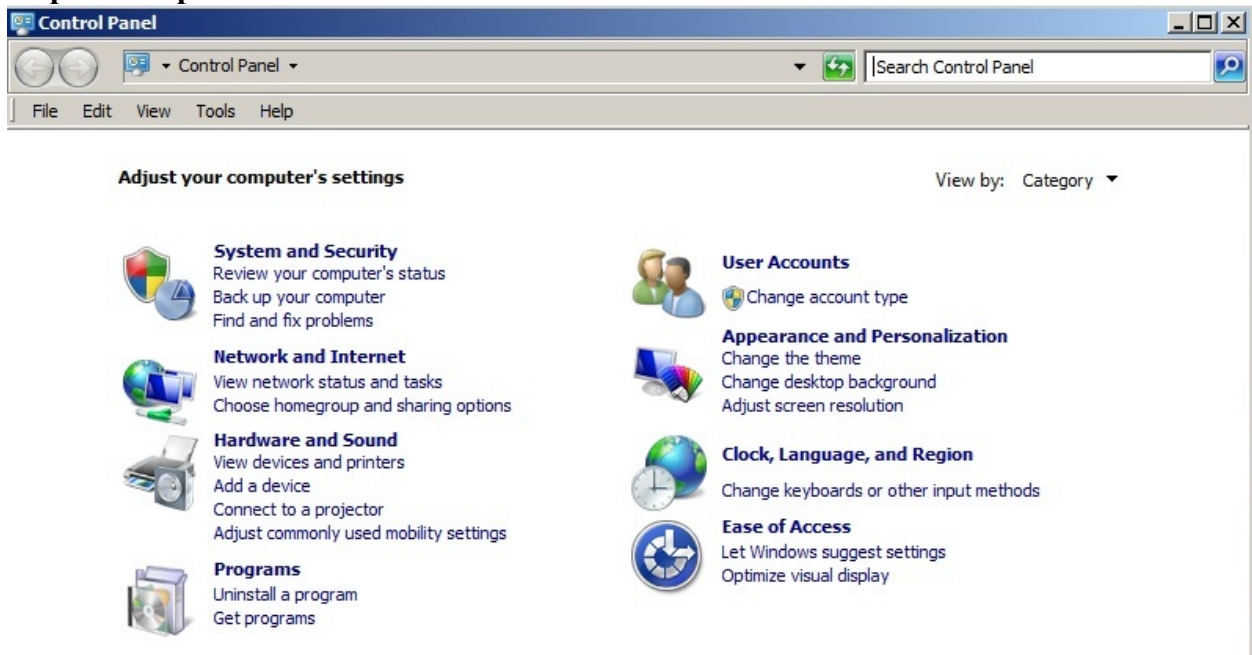 Control Panel
Control Panel
Search Control Panel
File Edit View Tools Help
Adjust your computer's settings
View by: Category
System and Security
Review your computer's status
Back up your computer
Find and fix problems
Network and Internet
View network status and tasks
Choose homegroup and sharing options
Hardware and Sound
View devices and printers
Add a device
Connect to a projector
Adjust commonly used mobility settings
Programs
Uninstall a program
Get programs
User Accounts
Change account type
Appearance and Personalization
Change the theme
Change desktop background
Adjust screen resolution
Clock, Language, and Region
Change keyboards or other input methods
Ease of Access
Let Windows suggest settings
Optimize visual display